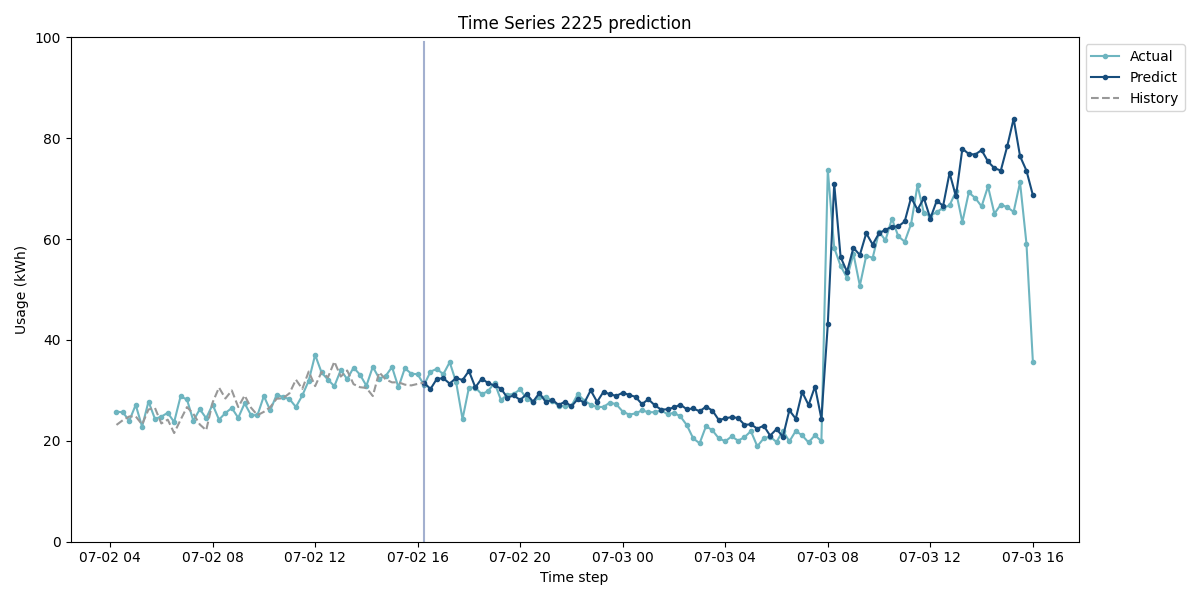 Time Series 2225 prediction
100
80
60
40
20
0
Usage (kWh)
07-02 04
07-02 08
07-02 12
07-02 16
07-02 20
07-03 00
07-03 04
07-03 08
07-03 12
07-03 16
Time step
Actual
Predict
History